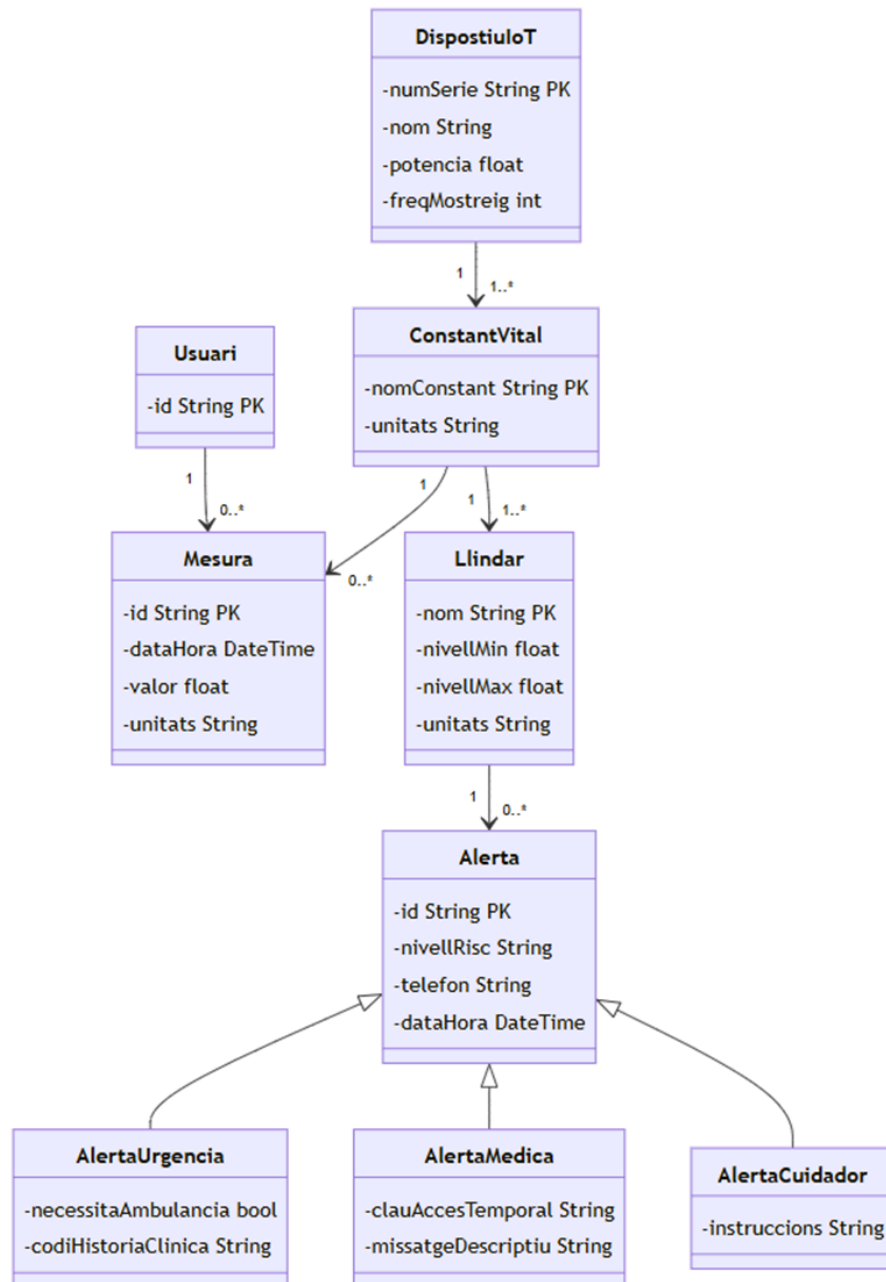 DispostiuIoT
-numSerie String PK
-nom String
-potencia float
-freqMostreig int
1
1..*
ConstantVital
-nomConstant String PK
-unitats String
Usuari
-id String PK
1
0..*
1
0..*
1
1..*
Mesura
-id String PK
-dataHora DateTime
-valor float
-unitats String
Llindar
-nom String PK
-nivellMin float
-nivellMax float
-unitats String
1
0..*
Alerta
-id String PK
-nivellRisc String
-telefon String
-dataHora DateTime
AlertaUrgencia
-necessitaAmbulancia bool
-codiHistoriaClinica String
AlertaMedica
-clauAccesTemporal String
-missatgeDescriptiu String
AlertaCuidador
-instruccions String